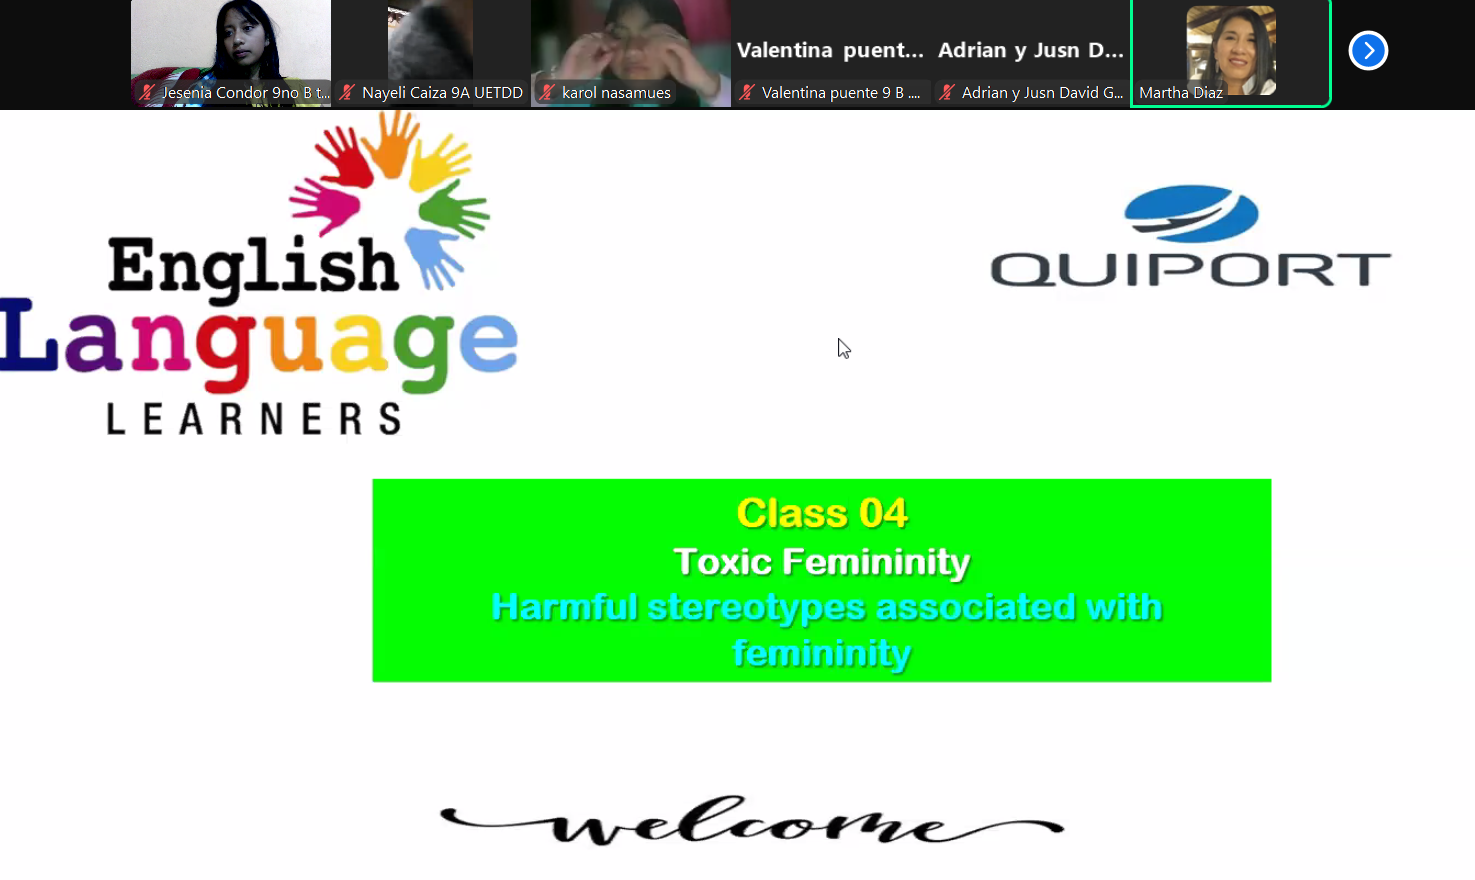 Valentina puent...
Adrian y Jusn D...
Jesenia Condor 9no B t...
Nayeli Caiza 9A UETDD
karol nasamues
Valentina puente 9 B ....
Adrian y Jusn David G...
Martha Diaz
English
Language
LEARNERS
QUIPORT
Class 04
Toxic Femininity
Harmful stereotypes associated with
femininity
welcome